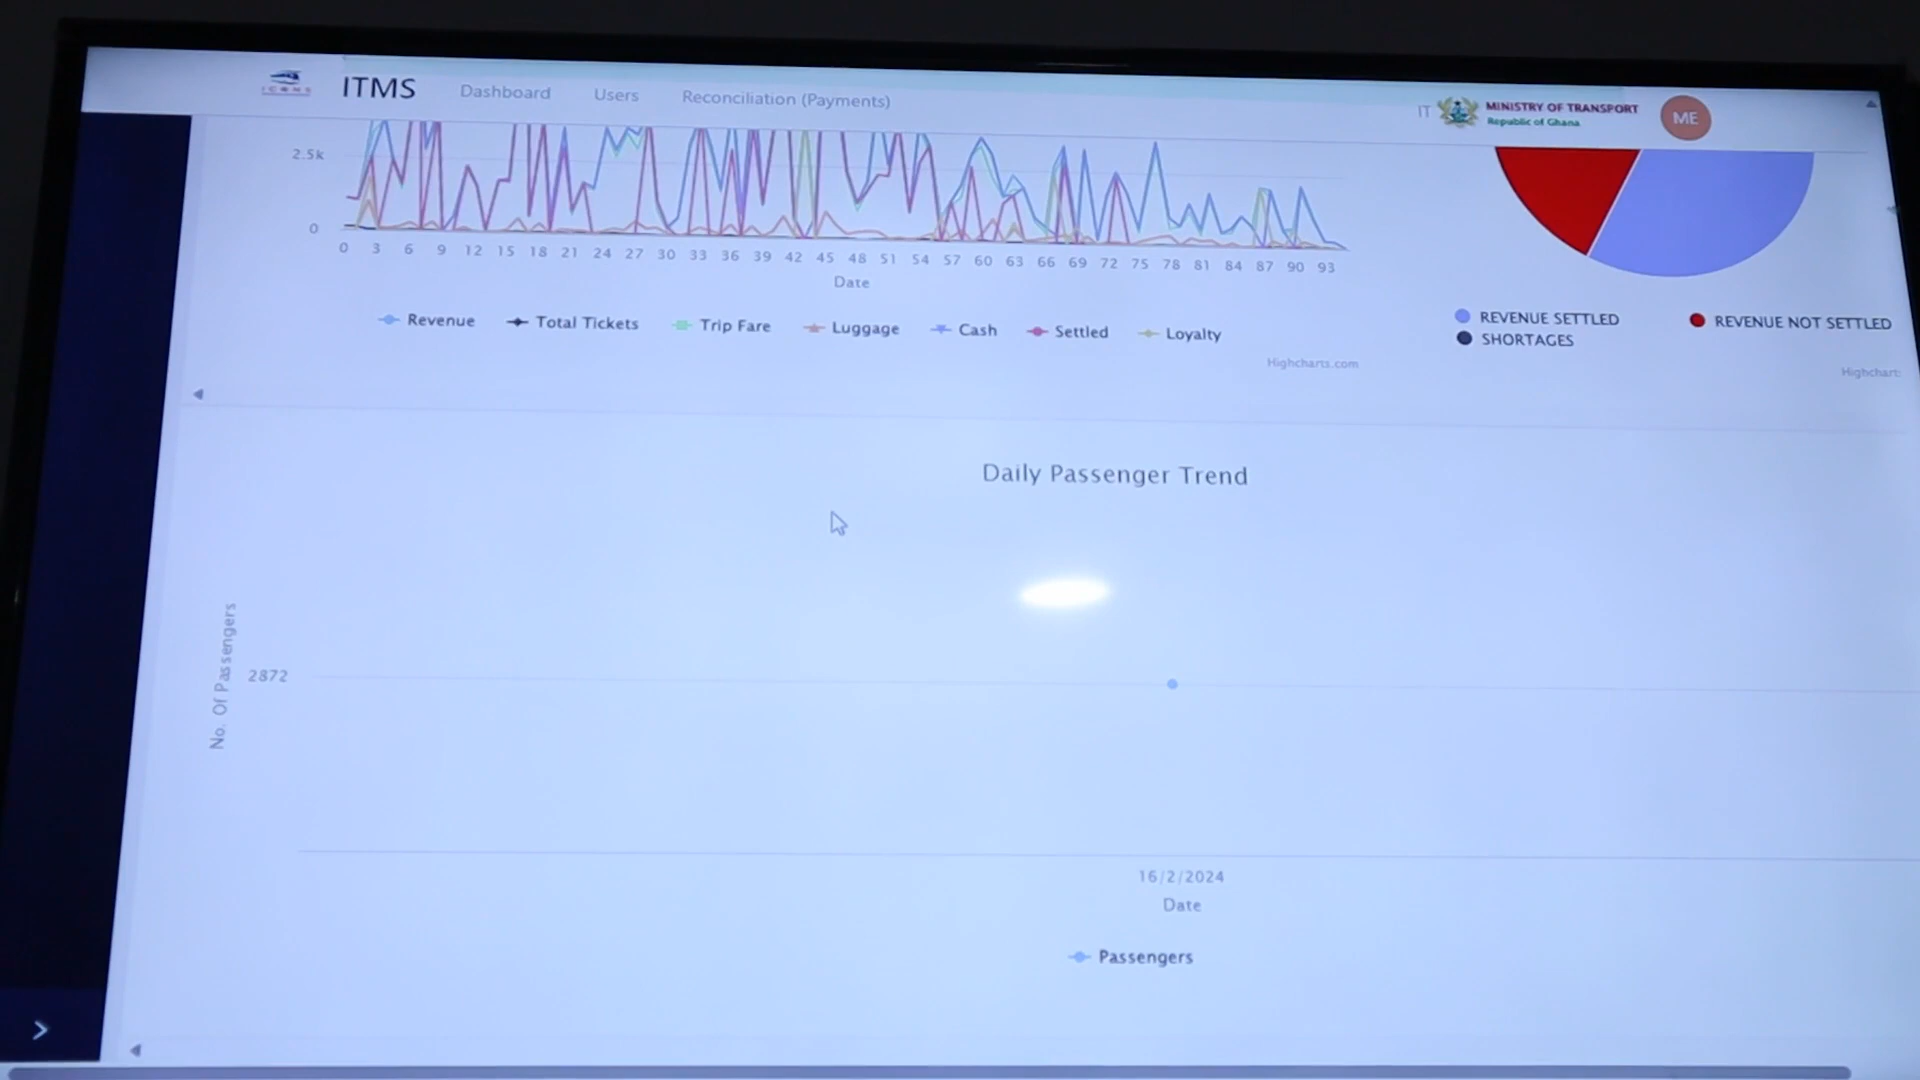 ICONS
ITMS
Dashboard
Users
Reconciliation (Payments)
IT
MINISTRY OF TRANSPORT
Republic of Ghana
ME
2.5k
0
0 3 6 9 12 15 18 21 24 27 30 33 36 39 42 45 48 51 54 57 60 63 66 69 72 75 78 81 84 87 90 93
Date
Revenue Total Tickets Trip Fare Luggage Cash Settled Loyalty
Highcharts.com
REVENUE SETTLED
REVENUE NOT SETTLED
SHORTAGES
Highchart
Daily Passenger Trend
No. Of Passengers
2872
16/2/2024
Date
Passengers